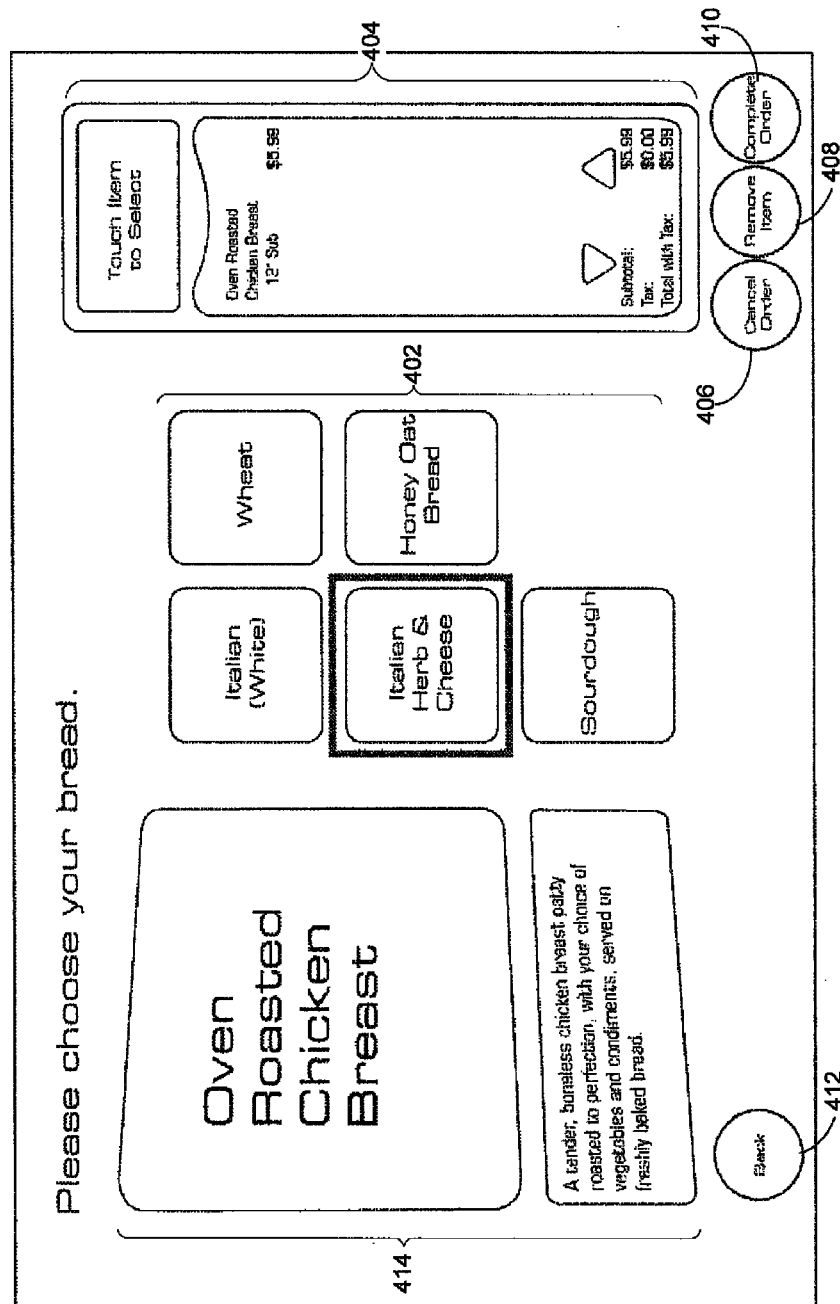 Please choose your bread.
Oven
Roasted
Chicken
Breast
A tender, boneless chicken breast patty
roasted to perfection, with your choice of
vegetables and condiments, served on
freshly baked bread.
414
Back
412
Italian
(White)
Wheat
Italian
Herb &
Cheese
Honey Oat
Bread
Sourdough
402
Touch Item
to Select
Oven Roasted
Chicken Breast
12" Sub $5.99
Subtotal: $5.99
Tax: $0.00
Total with Tax: $5.99
404
Cancel
Order
406
Remove
Item
408
Complete
Order
410